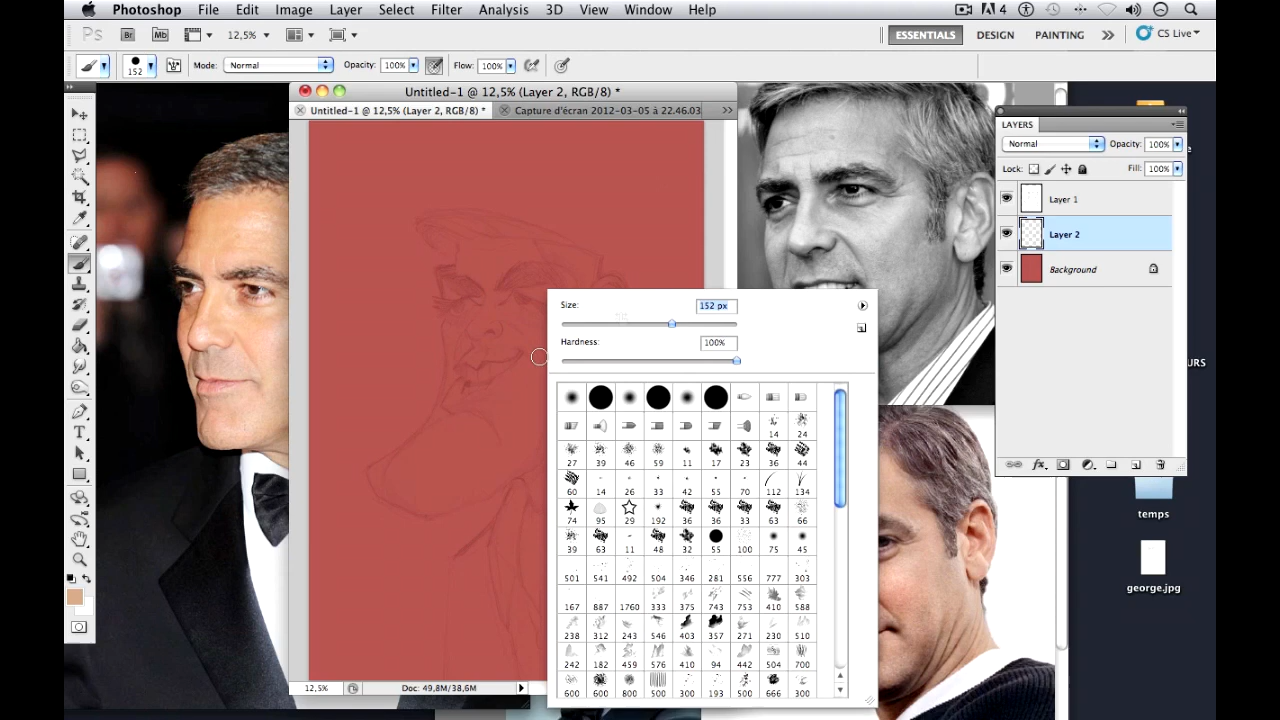 Photoshop File Edit Image Layer Select Filter Analysis 3D View Window Help 4
Ps Br Mb 12,5% ESSENTIALS DESIGN PAINTING CS Live
152 Mode: Normal Opacity: 100% Flow: 100%
Untitled-1 @ 12,5% (Layer 2, RGB/8) *
Untitled-1 @ 12,5% (Layer 2, RGB/8) * Capture d'écran 2012-03-05 à 22.46.03
LAYERS
Normal Opacity: 100%
Lock: Fill: 100%
Layer 1
Layer 2
Background
Size: 152 px
Hardness: 100%
14 24
27 39 46 59 11 17 23 36 44
60 14 26 33 42 55 70 112 134
74 95 29 192 36 36 33 63 66
39 63 11 48 32 55 100 75 45
501 541 492 504 346 281 556 777 303
167 887 1760 333 375 743 753 410 588
238 312 243 546 403 357 271 230 510
242 182 459 576 410 94 442 504 700
600 600 800 500 300 193 500 666 300
12,5% Doc: 49,8M/38,6M
URS
temps
george.jpg